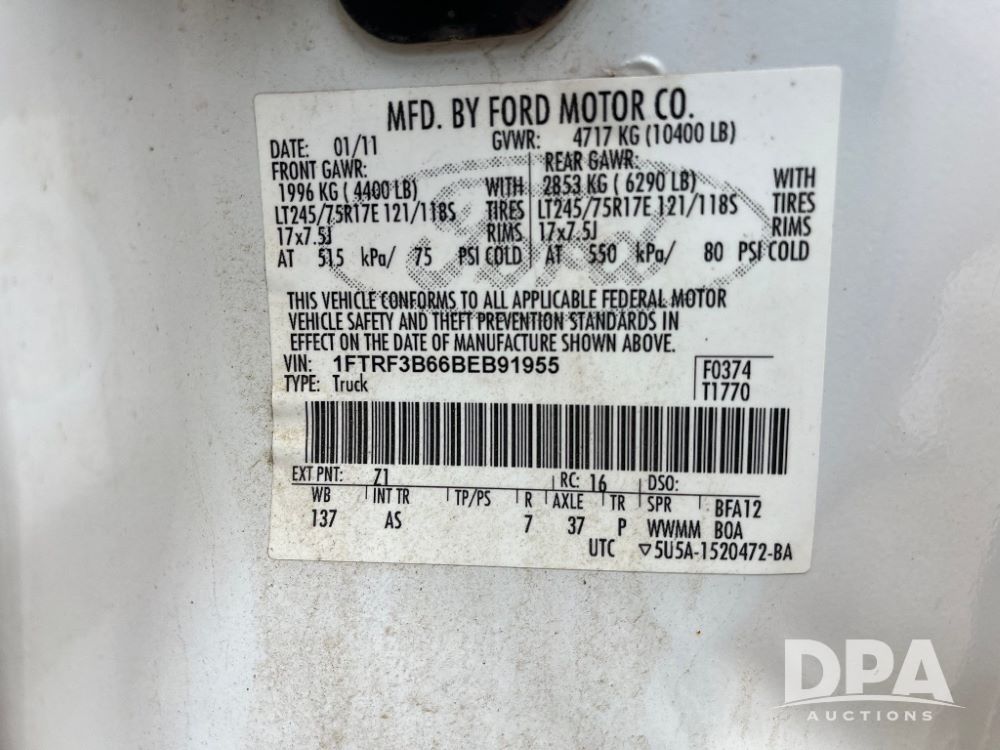 MFD. BY FORD MOTOR CO.
DATE: 01/11 GVWR: 4717 KG (10400 LB)
FRONT GAWR: REAR GAWR:
1996 KG ( 4400 LB) WITH 2853 KG ( 6290 LB) WITH
LT245/75R17E 121/118S TIRES LT245/75R17E 121/118S TIRES
17x7.5J RIMS 17x7.5J RIMS
AT 515 kPa/ 75 PSI COLD AT 550 kPa/ 80 PSI COLD
Ford
THIS VEHICLE CONFORMS TO ALL APPLICABLE FEDERAL MOTOR
VEHICLE SAFETY AND THEFT PREVENTION STANDARDS IN
EFFECT ON THE DATE OF MANUFACTURE SHOWN ABOVE.
VIN: 1FTRF3B66BEB91955 F0374
TYPE: Truck T1770
EXT PNT: Z1 RC: 16 DSO:
WB INT TR TP/PS R AXLE TR SPR BFA12
137 AS 7 37 P WWMM BOA
UTC ▽5U5A-1520472-BA
DPA
AUCTIONS